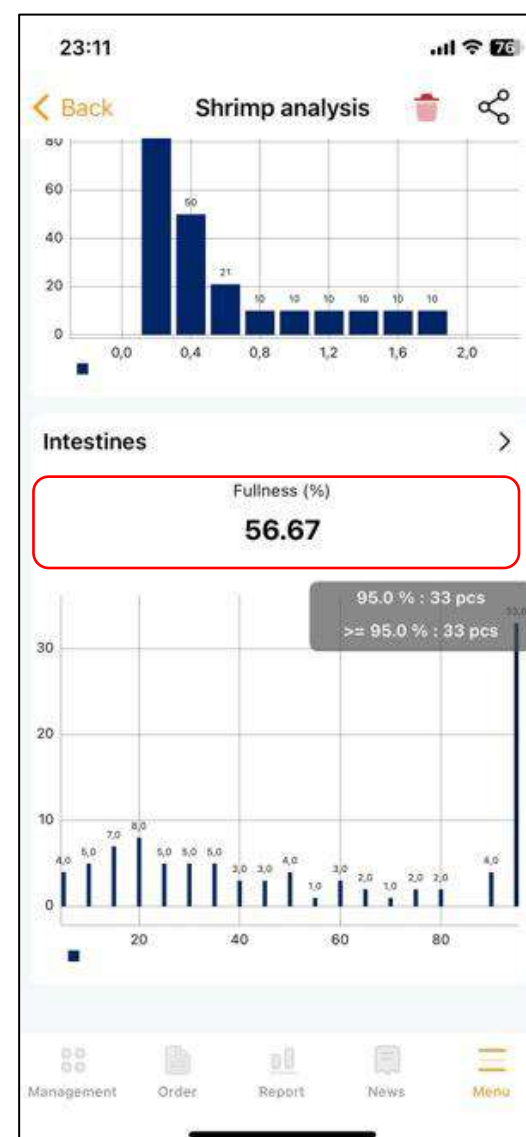 23:11 76
Back Shrimp analysis
80
60
50
40
21
20
10 10 10 10 10 10
0
0,0 0,4 0,8 1,2 1,6 2,0
Intestines
Fullness (%)
56.67
95.0 % : 33 pcs
>= 95.0 % : 33 pcs
33,0
30
20
10
4,0 5,0 7,0 8,0 5,0 5,0 5,0 3,0 3,0 4,0 1,0 3,0 2,0 1,0 2,0 2,0 4,0
0
20 40 60 80
Management Order Report News Menu